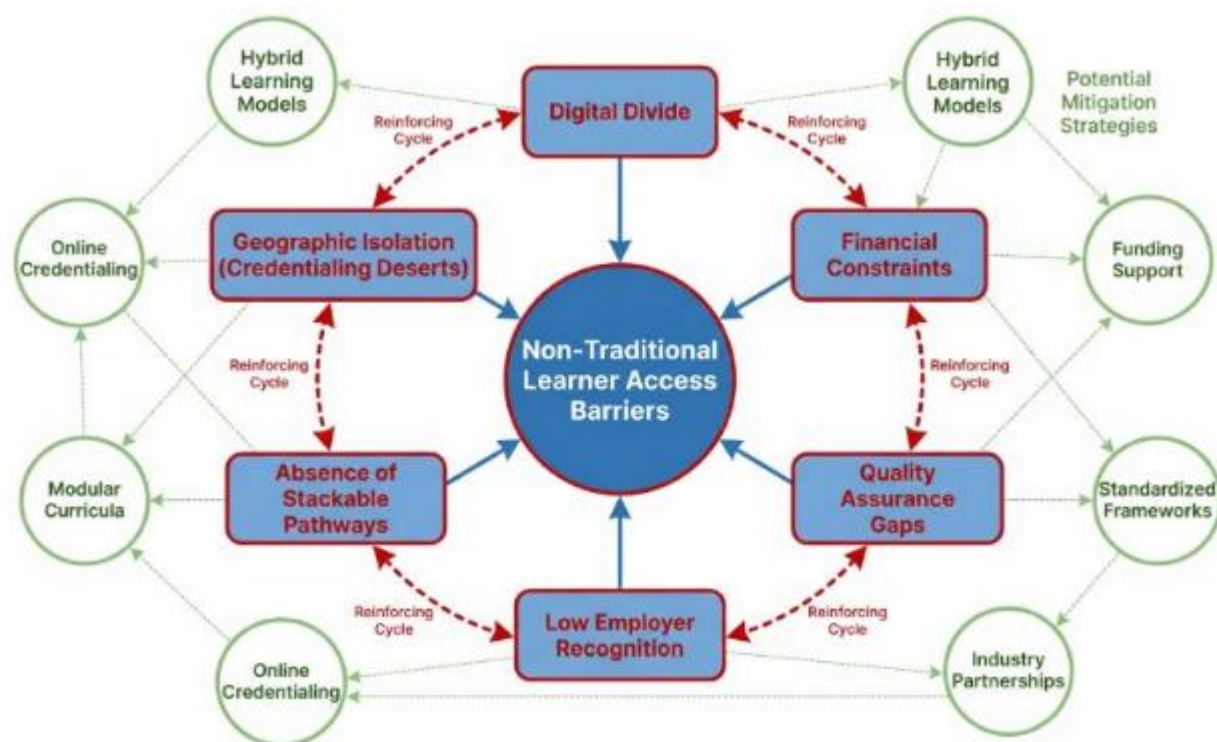 Hybrid
Learning
Models
Digital Divide
Hybrid
Learning
Models
Potential
Mitigation
Strategies
Reinforcing
Cycle
Reinforcing
Cycle
Online
Credentialing
Geographic Isolation
(Credentialing Deserts)
Financial
Constraints
Funding
Support
Non-Traditional
Learner Access
Barriers
Reinforcing
Cycle
Reinforcing
Cycle
Modular
Curricula
Absence of
Stackable
Pathways
Quality
Assurance
Gaps
Standardized
Frameworks
Reinforcing
Cycle
Reinforcing
Cycle
Low Employer
Recognition
Online
Credentialing
Industry
Partnerships